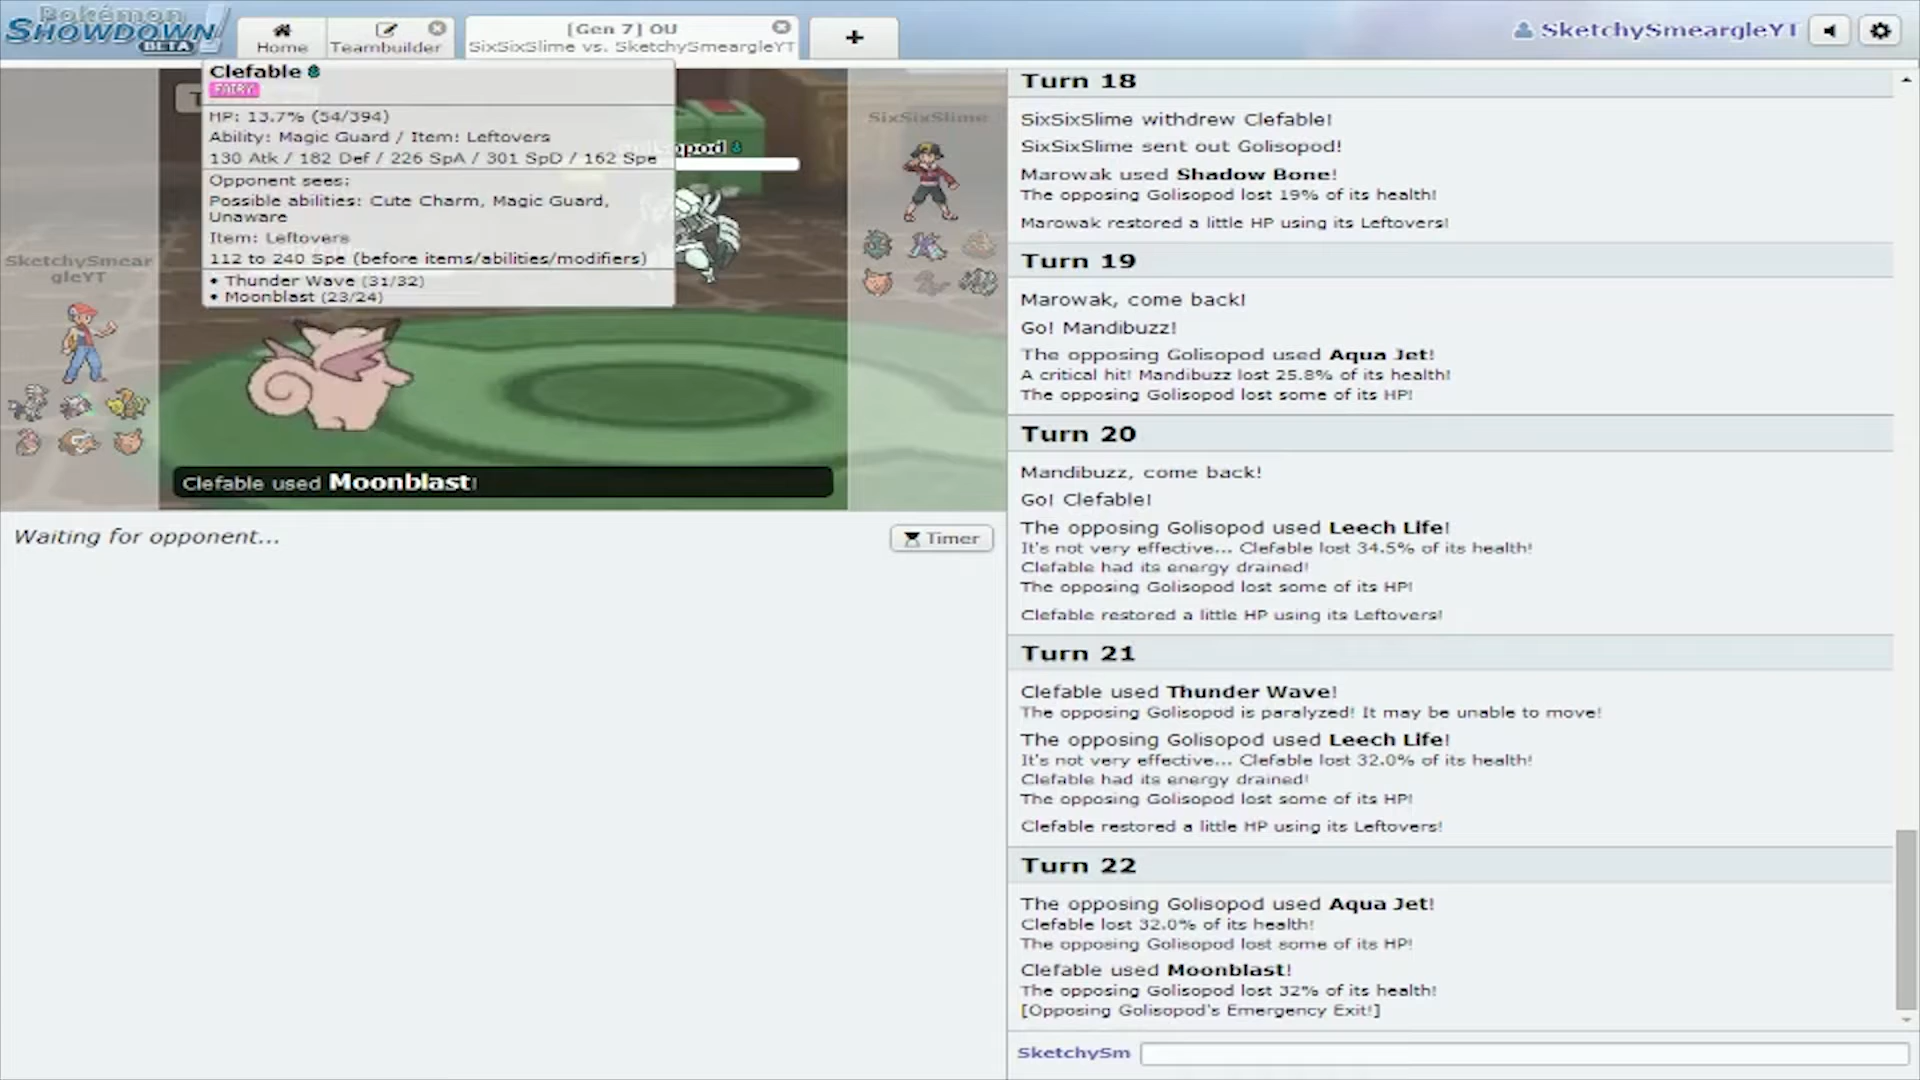 Pokémon
SHOWDOWN!
BETA
Home
Teambuilder
[Gen 7] OU
SixSixSlime vs. SketchySmeargleYT
+
SketchySmeargleYT
Clefable
FAIRY
HP: 13.7% (54/394)
Ability: Magic Guard / Item: Leftovers
130 Atk / 182 Def / 226 SpA / 301 SpD / 162 Spe
Opponent sees:
Possible abilities: Cute Charm, Magic Guard,
Unaware
Item: Leftovers
112 to 240 Spe (before items/abilities/modifiers)
• Thunder Wave (31/32)
• Moonblast (23/24)
SixSixSlime
SketchySmear
gleYT
Clefable used Moonblast!
Waiting for opponent...
Timer
Turn 18
SixSixSlime withdrew Clefable!
SixSixSlime sent out Golisopod!
Marowak used Shadow Bone!
The opposing Golisopod lost 19% of its health!
Marowak restored a little HP using its Leftovers!
Turn 19
Marowak, come back!
Go! Mandibuzz!
The opposing Golisopod used Aqua Jet!
A critical hit! Mandibuzz lost 25.8% of its health!
The opposing Golisopod lost some of its HP!
Turn 20
Mandibuzz, come back!
Go! Clefable!
The opposing Golisopod used Leech Life!
It's not very effective... Clefable lost 34.5% of its health!
Clefable had its energy drained!
The opposing Golisopod lost some of its HP!
Clefable restored a little HP using its Leftovers!
Turn 21
Clefable used Thunder Wave!
The opposing Golisopod is paralyzed! It may be unable to move!
The opposing Golisopod used Leech Life!
It's not very effective... Clefable lost 32.0% of its health!
Clefable had its energy drained!
The opposing Golisopod lost some of its HP!
Clefable restored a little HP using its Leftovers!
Turn 22
The opposing Golisopod used Aqua Jet!
Clefable lost 32.0% of its health!
The opposing Golisopod lost some of its HP!
Clefable used Moonblast!
The opposing Golisopod lost 32% of its health!
[Opposing Golisopod's Emergency Exit!]
SketchySm